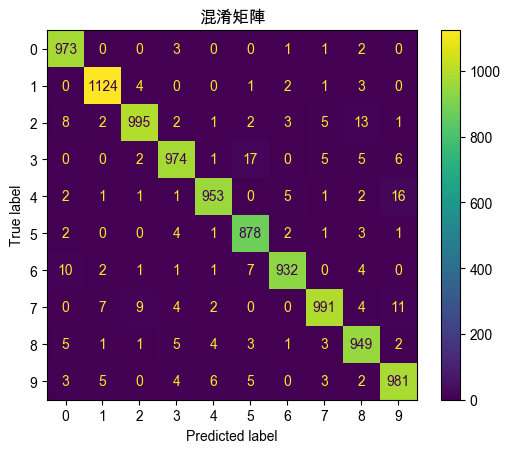 混淆矩陣
0 973 0 0 3 0 0 1 1 2 0
1 0 1124 4 0 0 1 2 1 3 0
2 8 2 995 2 1 2 3 5 13 1
3 0 0 2 974 1 17 0 5 5 6
4 2 1 1 1 953 0 5 1 2 16
5 2 0 0 4 1 878 2 1 3 1
6 10 2 1 1 1 7 932 0 4 0
7 0 7 9 4 2 0 0 991 4 11
8 5 1 1 5 4 3 1 3 949 2
9 3 5 0 4 6 5 0 3 2 981
0 1 2 3 4 5 6 7 8 9
Predicted label
True label
1000
800
600
400
200
0